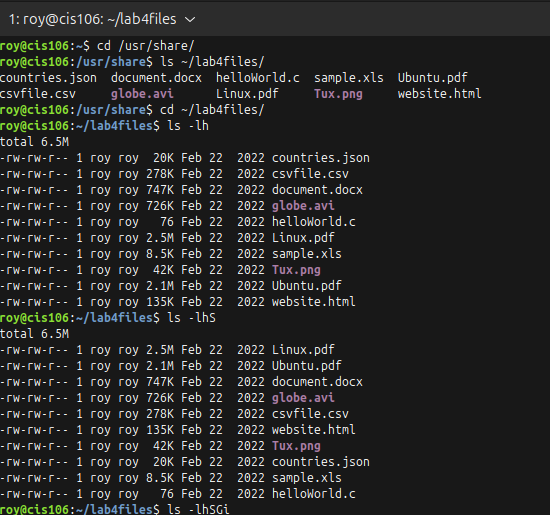 1: roy@cis106: ~/lab4files
roy@cis106:~$ cd /usr/share/
roy@cis106:/usr/share$ ls ~/lab4files/
countries.json  document.docx  helloWorld.c  sample.xls  Ubuntu.pdf
csvfile.csv     globe.avi      Linux.pdf     Tux.png     website.html
roy@cis106:/usr/share$ cd ~/lab4files/
roy@cis106:~/lab4files$ ls -lh
total 6.5M
-rw-rw-r-- 1 roy roy  20K Feb 22  2022 countries.json
-rw-rw-r-- 1 roy roy 278K Feb 22  2022 csvfile.csv
-rw-rw-r-- 1 roy roy 747K Feb 22  2022 document.docx
-rw-rw-r-- 1 roy roy 726K Feb 22  2022 globe.avi
-rw-rw-r-- 1 roy roy   76 Feb 22  2022 helloWorld.c
-rw-rw-r-- 1 roy roy 2.5M Feb 22  2022 Linux.pdf
-rw-rw-r-- 1 roy roy 8.5K Feb 22  2022 sample.xls
-rw-rw-r-- 1 roy roy  42K Feb 22  2022 Tux.png
-rw-rw-r-- 1 roy roy 2.1M Feb 22  2022 Ubuntu.pdf
-rw-rw-r-- 1 roy roy 135K Feb 22  2022 website.html
roy@cis106:~/lab4files$ ls -lhS
total 6.5M
-rw-rw-r-- 1 roy roy 2.5M Feb 22  2022 Linux.pdf
-rw-rw-r-- 1 roy roy 2.1M Feb 22  2022 Ubuntu.pdf
-rw-rw-r-- 1 roy roy 747K Feb 22  2022 document.docx
-rw-rw-r-- 1 roy roy 726K Feb 22  2022 globe.avi
-rw-rw-r-- 1 roy roy 278K Feb 22  2022 csvfile.csv
-rw-rw-r-- 1 roy roy 135K Feb 22  2022 website.html
-rw-rw-r-- 1 roy roy  42K Feb 22  2022 Tux.png
-rw-rw-r-- 1 roy roy  20K Feb 22  2022 countries.json
-rw-rw-r-- 1 roy roy 8.5K Feb 22  2022 sample.xls
-rw-rw-r-- 1 roy roy   76 Feb 22  2022 helloWorld.c
roy@cis106:~/lab4files$ ls -lhSGi